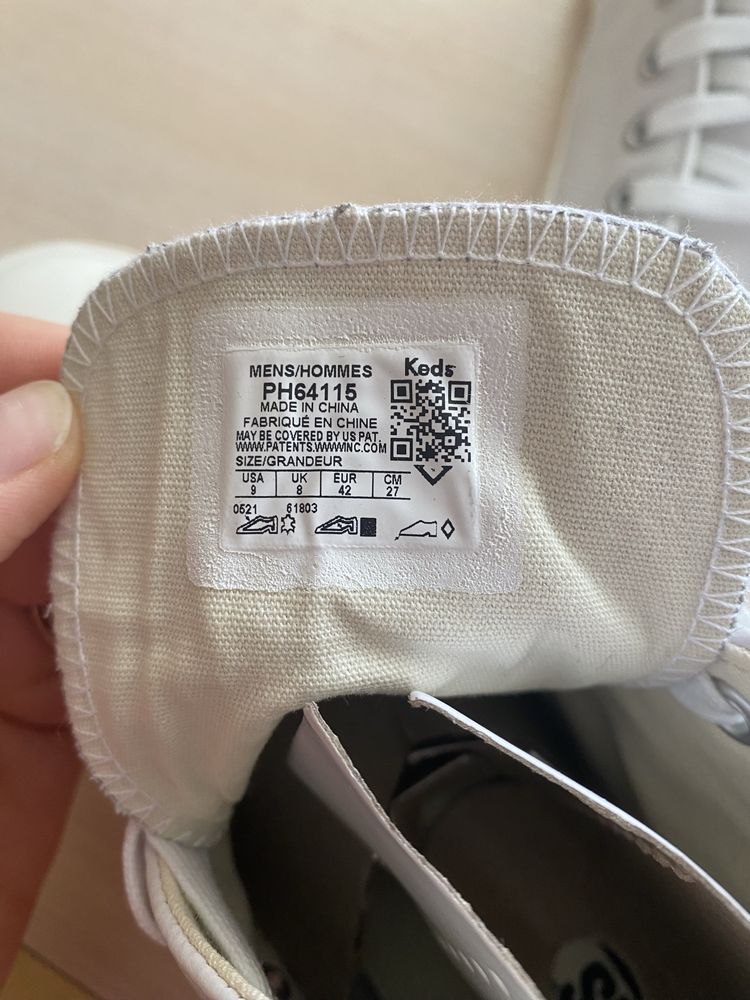 MENS/HOMMES
Keds
PH64115
MADE IN CHINA
FABRIQUÉ EN CHINE
MAY BE COVERED BY US PAT.
WWW.PATENTS.WWWINC.COM
SIZE/GRANDEUR
USA UK EUR CM
9 8 42 27
0521 61803